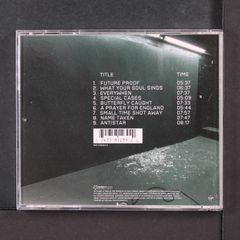 TITLE TIME
1. FUTURE PROOF 05:37
2. WHAT YOUR SOUL SINGS 06:37
3. EVERYWHEN 07:37
4. SPECIAL CASES 05:09
5. BUTTERFLY CAUGHT 07:33
6. A PRAYER FOR ENGLAND 05:44
7. SMALL TIME SHOT AWAY 07:57
8. NAME TAKEN 07:47
9. ANTISTAR 08:17